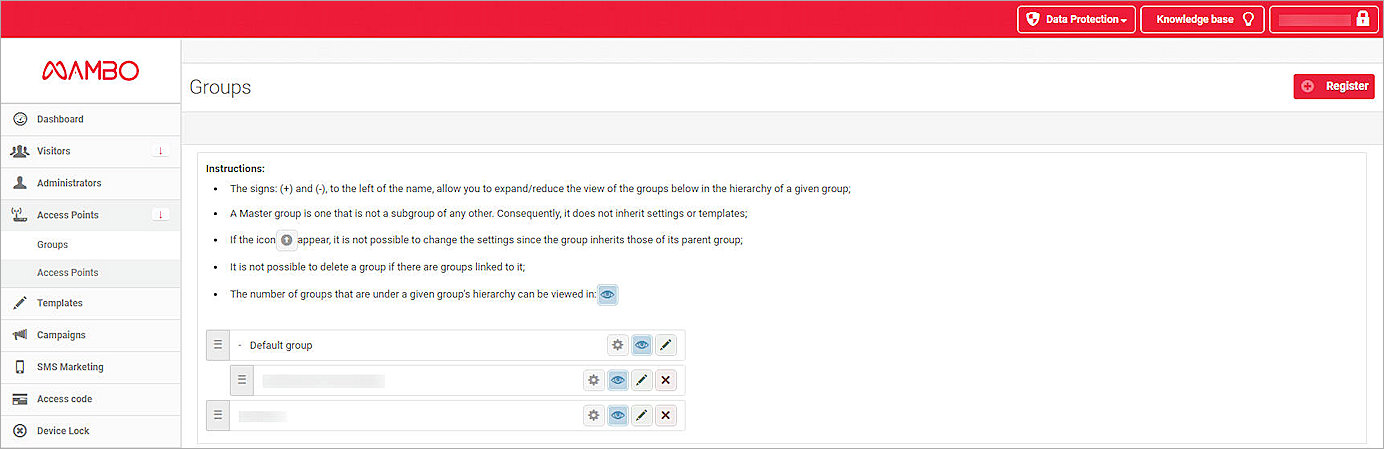 Data Protection
Knowledge base
MAMBO
Groups
Register
Dashboard
Visitors
Administrators
Access Points
Groups
Access Points
Templates
Campaigns
SMS Marketing
Access code
Device Lock
Instructions:
• The signs: (+) and (-), to the left of the name, allow you to expand/reduce the view of the groups below in the hierarchy of a given group;
• A Master group is one that is not a subgroup of any other. Consequently, it does not inherit settings or templates;
• If the icon appear, it is not possible to change the settings since the group inherits those of its parent group;
• It is not possible to delete a group if there are groups linked to it;
• The number of groups that are under a given group's hierarchy can be viewed in:
- Default group